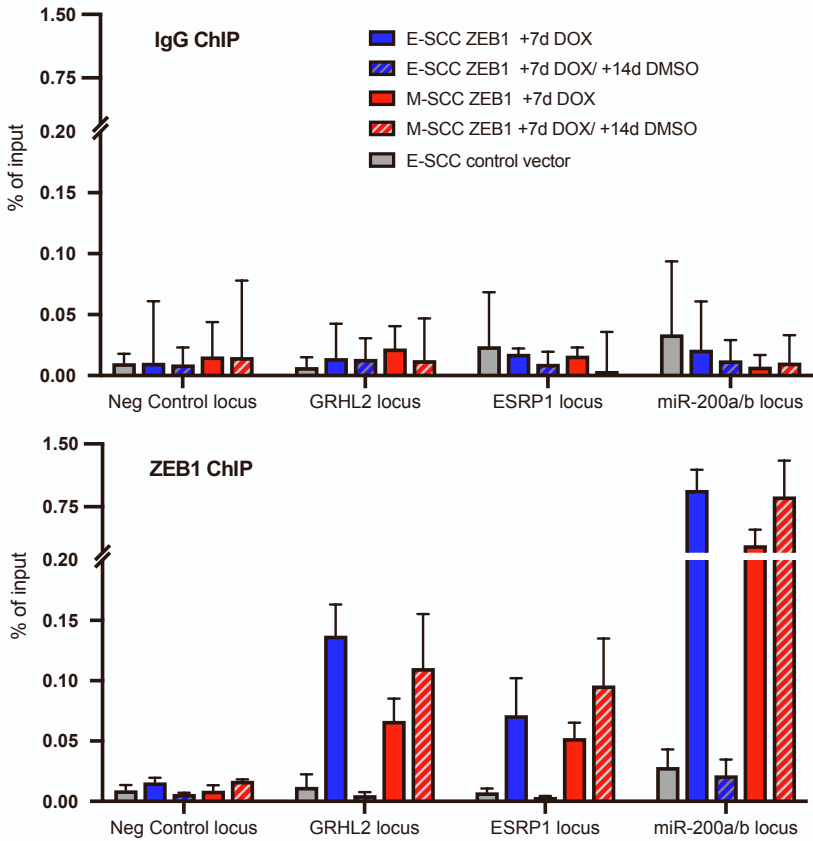 1.50
IgG ChIP
E-SCC ZEB1 +7d DOX
E-SCC ZEB1 +7d DOX/ +14d DMSO
0.75
M-SCC ZEB1 +7d DOX
M-SCC ZEB1 +7d DOX/ +14d DMSO
0.20
E-SCC control vector
% of input
0.15
0.10
0.05
0.00
Neg Control locus GRHL2 locus ESRP1 locus miR-200a/b locus
1.50
ZEB1 ChIP
0.75
0.20
% of input
0.15
0.10
0.05
0.00
Neg Control locus GRHL2 locus ESRP1 locus miR-200a/b locus